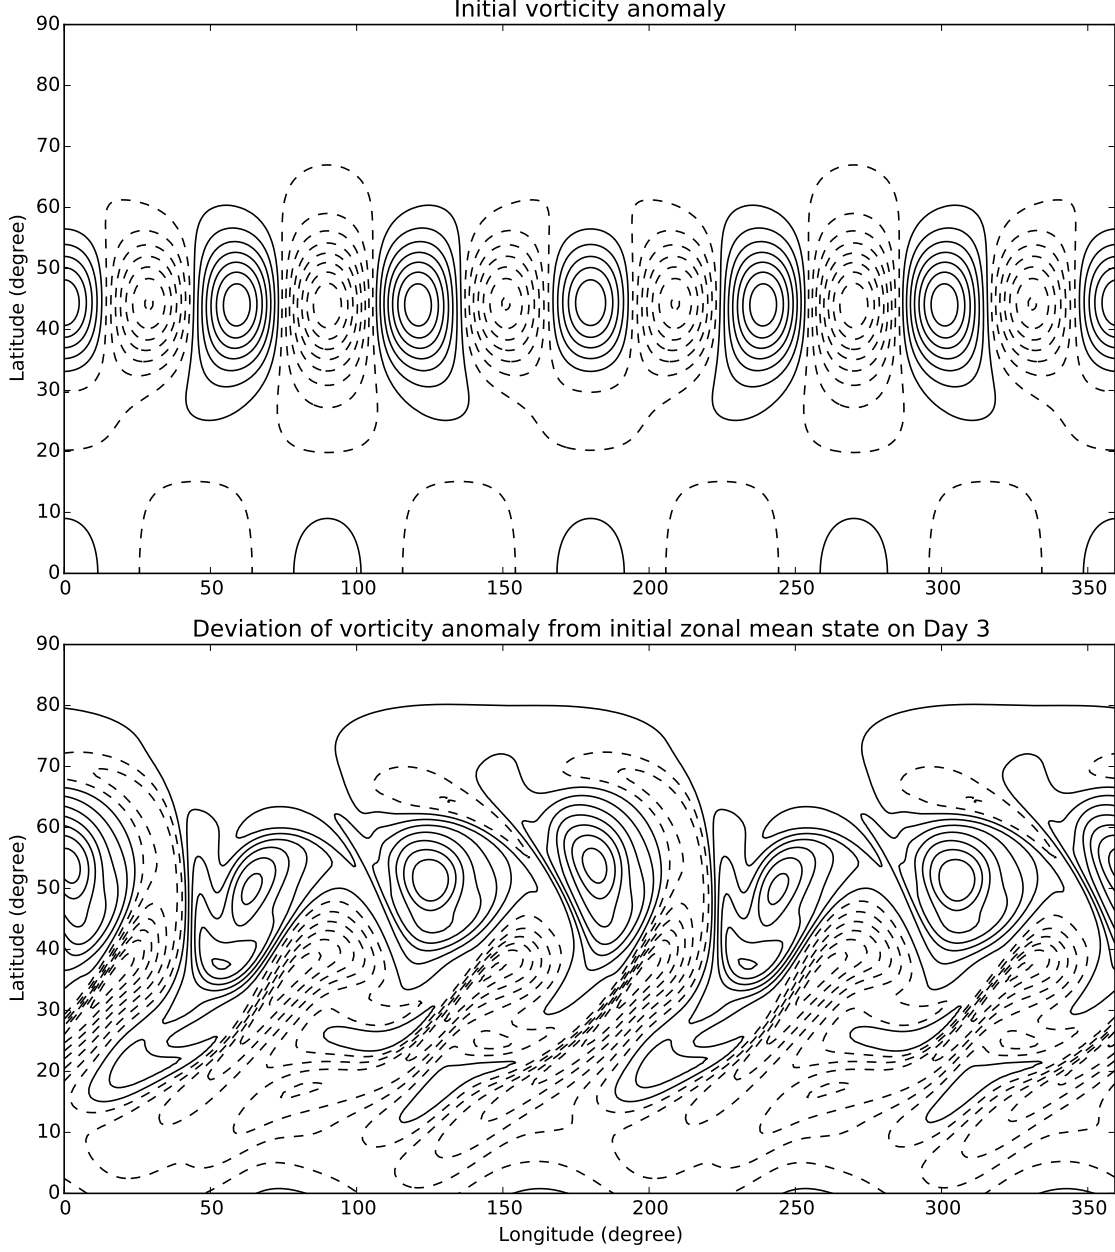 Initial vorticity anomaly
90
80
70
60
50
40
30
20
10
0
Latitude (degree)
0 50 100 150 200 250 300 350
Deviation of vorticity anomaly from initial zonal mean state on Day 3
90
80
70
60
50
40
30
20
10
0
Latitude (degree)
0 50 100 150 200 250 300 350
Longitude (degree)